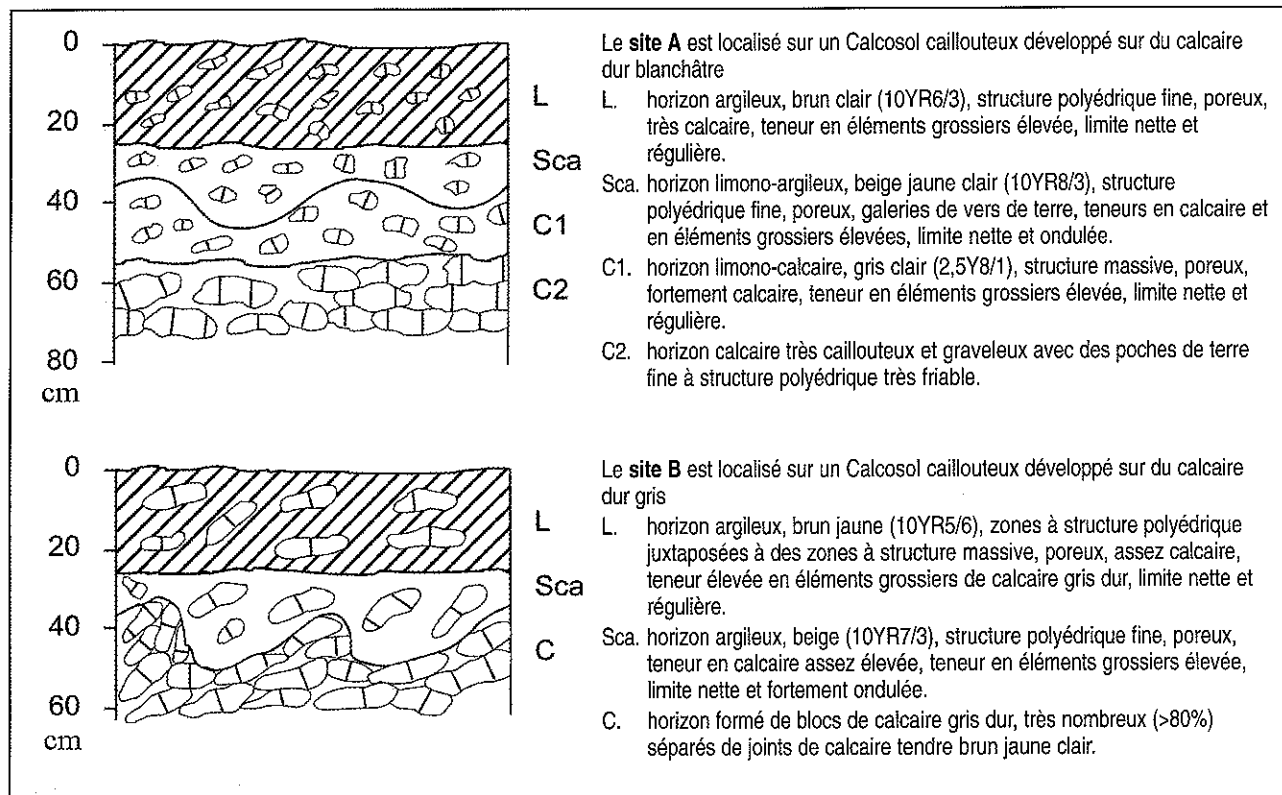 0
20
40
60
80
cm
L
Sca
C1
C2
Le site A est localisé sur un Calcosol caillouteux développé sur du calcaire
dur blanchâtre
L. horizon argileux, brun clair (10YR6/3), structure polyédrique fine, poreux,
très calcaire, teneur en éléments grossiers élevée, limite nette et
régulière.
Sca. horizon limono-argileux, beige jaune clair (10YR8/3), structure
polyédrique fine, poreux, galeries de vers de terre, teneurs en calcaire et
en éléments grossiers élevées, limite nette et ondulée.
C1. horizon limono-calcaire, gris clair (2,5Y8/1), structure massive, poreux,
fortement calcaire, teneur en éléments grossiers élevée, limite nette et
régulière.
C2. horizon calcaire très caillouteux et graveleux avec des poches de terre
fine à structure polyédrique très friable.
0
20
40
60
cm
L
Sca
C
Le site B est localisé sur un Calcosol caillouteux développé sur du calcaire
dur gris
L. horizon argileux, brun jaune (10YR5/6), zones à structure polyédrique
juxtaposées à des zones à structure massive, poreux, assez calcaire,
teneur élevée en éléments grossiers de calcaire gris dur, limite nette et
régulière.
Sca. horizon argileux, beige (10YR7/3), structure polyédrique fine, poreux,
teneur en calcaire assez élevée, teneur en éléments grossiers élevée,
limite nette et fortement ondulée.
C. horizon formé de blocs de calcaire gris dur, très nombreux (>80%)
séparés de joints de calcaire tendre brun jaune clair.